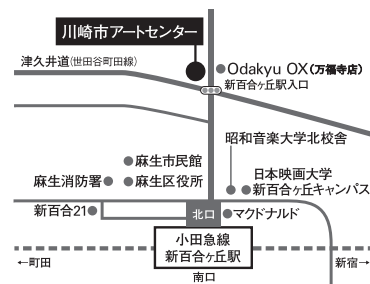 川崎市アートセンター
津久井道(世田谷町田線)
Odakyu OX(万福寺店)
新百合ヶ丘駅入口
昭和音楽大学北校舎
麻生市民館
日本映画大学
麻生消防署
麻生区役所
新百合ヶ丘キャンパス
新百合21
北口
マクドナルド
小田急線
新百合ヶ丘駅
←町田
新宿→
南口